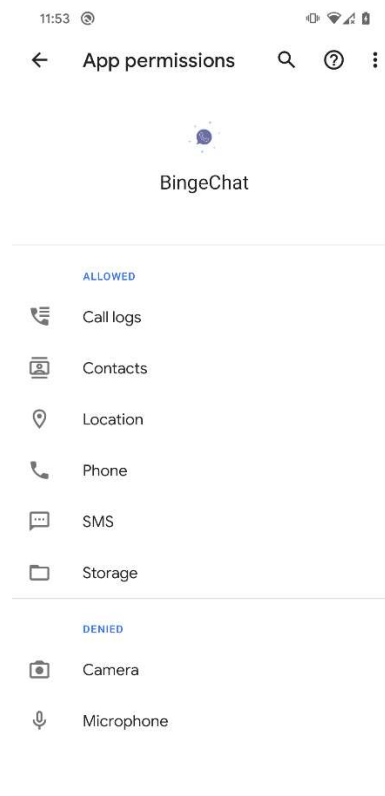 11:53
App permissions
BingeChat
ALLOWED
Call logs
Contacts
Location
Phone
SMS
Storage
DENIED
Camera
Microphone